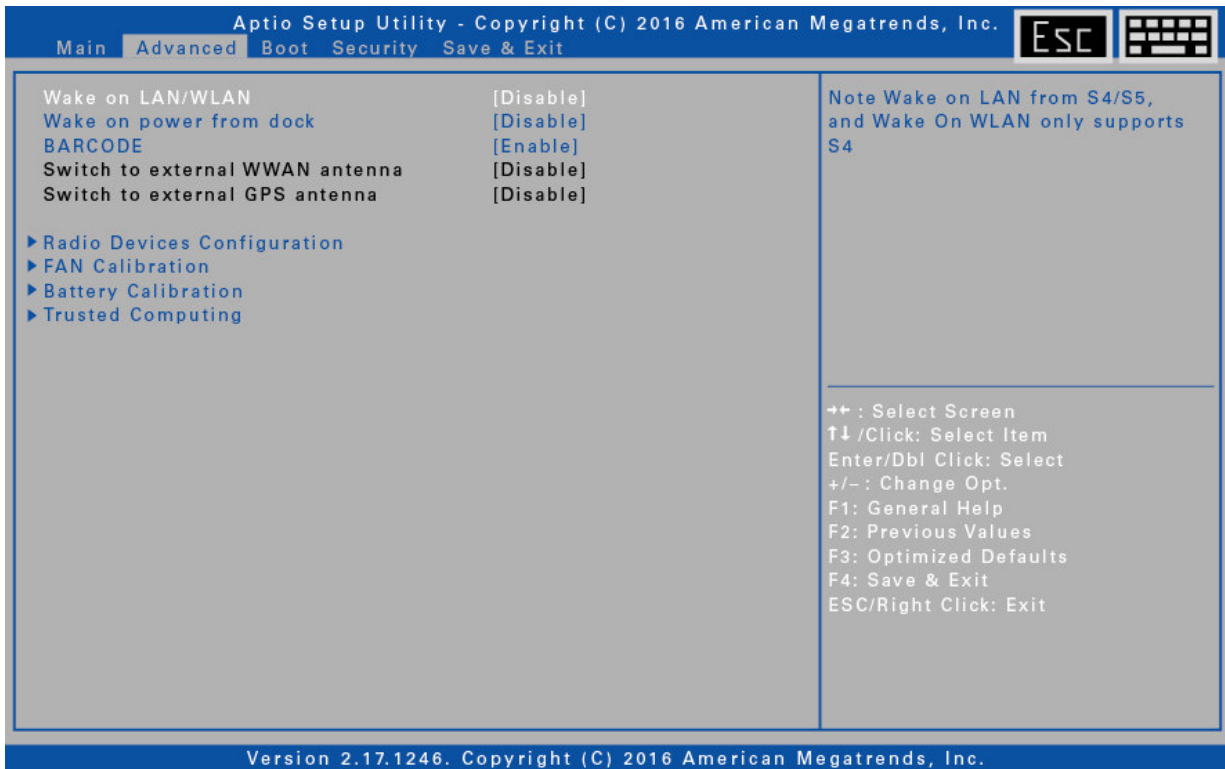 Aptio Setup Utility - Copyright (C) 2016 American Megatrends, Inc.
Main Advanced Boot Security Save & Exit
Esc
Wake on LAN/WLAN [Disable]
Wake on power from dock [Disable]
BARCODE [Enable]
Switch to external WWAN antenna [Disable]
Switch to external GPS antenna [Disable]
▶ Radio Devices Configuration
▶ FAN Calibration
▶ Battery Calibration
▶ Trusted Computing
Note Wake on LAN from S4/S5,
and Wake On WLAN only supports
S4
→← : Select Screen
↑↓ /Click: Select Item
Enter/Dbl Click: Select
+/– : Change Opt.
F1: General Help
F2: Previous Values
F3: Optimized Defaults
F4: Save & Exit
ESC/Right Click: Exit
Version 2.17.1246. Copyright (C) 2016 American Megatrends, Inc.